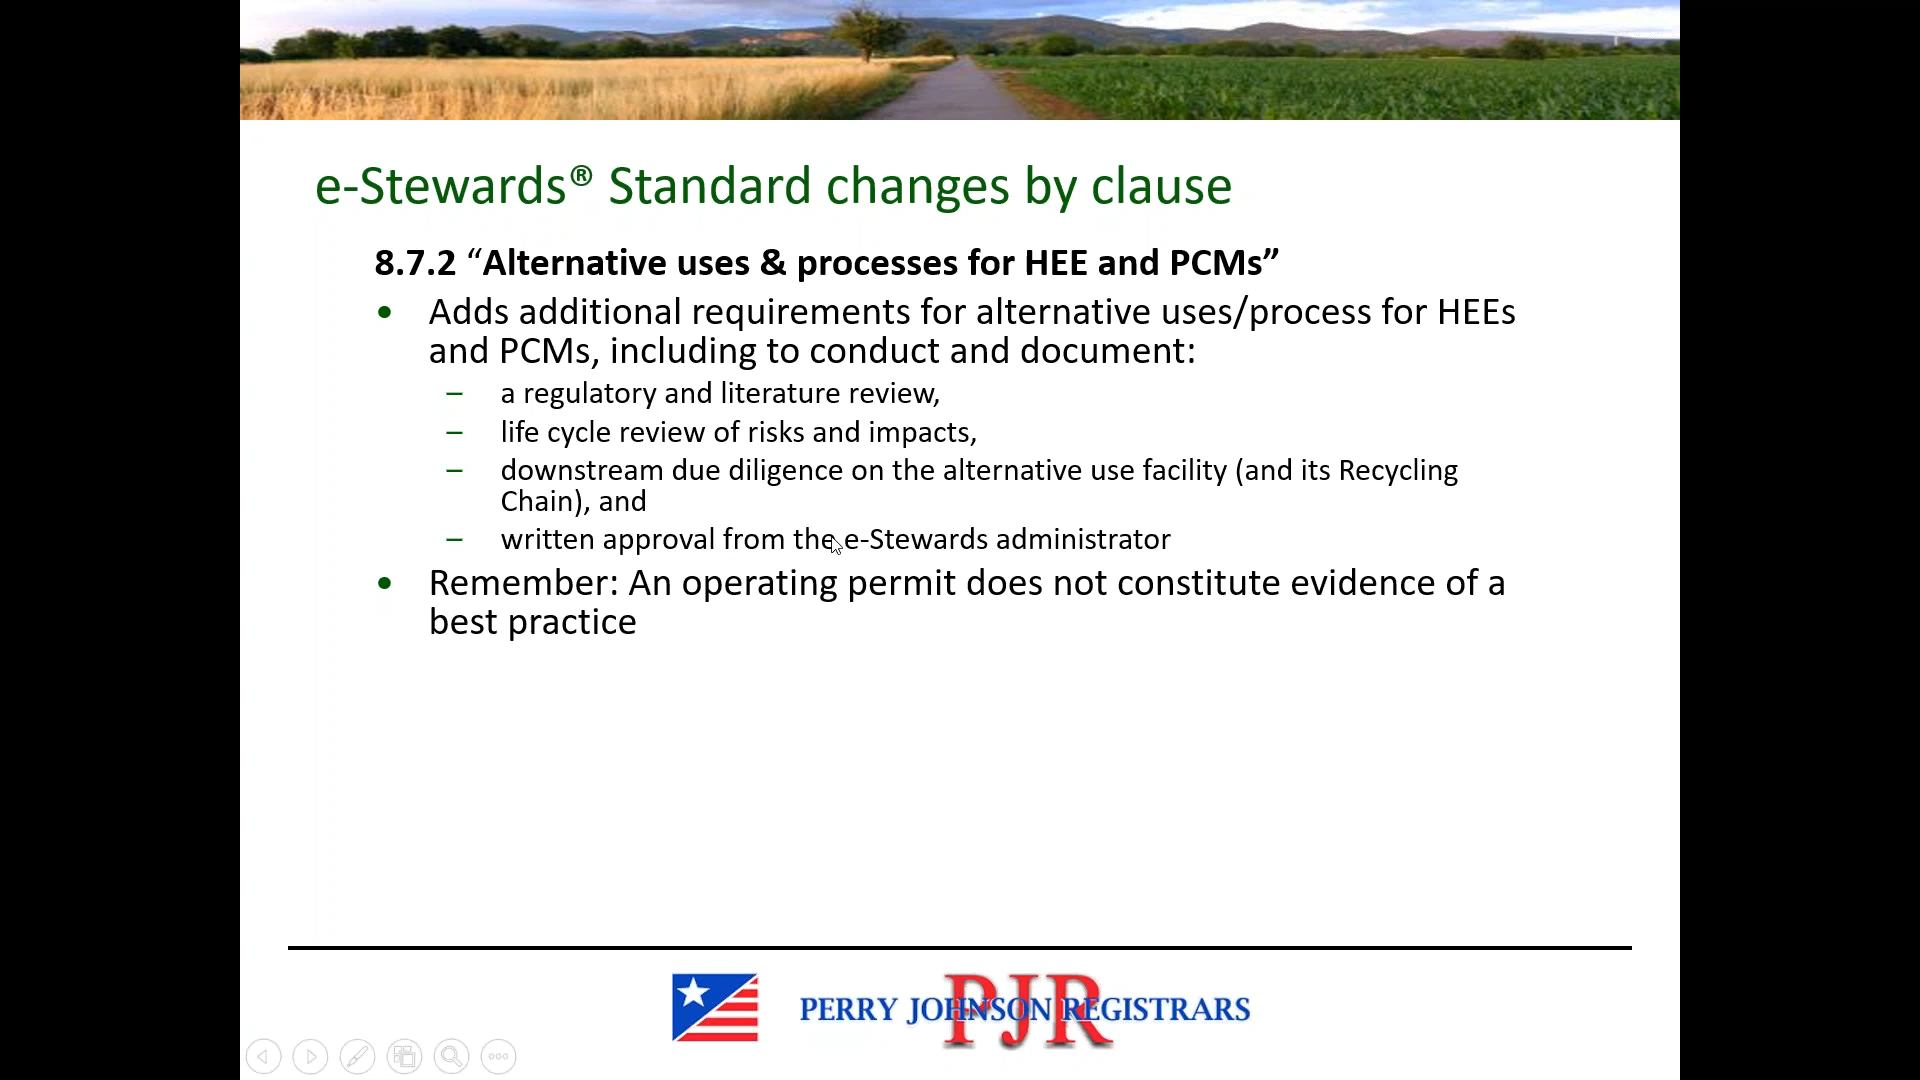 e-Stewards® Standard changes by clause
8.7.2 “Alternative uses & processes for HEE and PCMs”
• Adds additional requirements for alternative uses/process for HEEs
and PCMs, including to conduct and document:
– a regulatory and literature review,
– life cycle review of risks and impacts,
– downstream due diligence on the alternative use facility (and its Recycling
Chain), and
– written approval from the e-Stewards administrator
• Remember: An operating permit does not constitute evidence of a
best practice
PJR
PERRY JOHNSON REGISTRARS